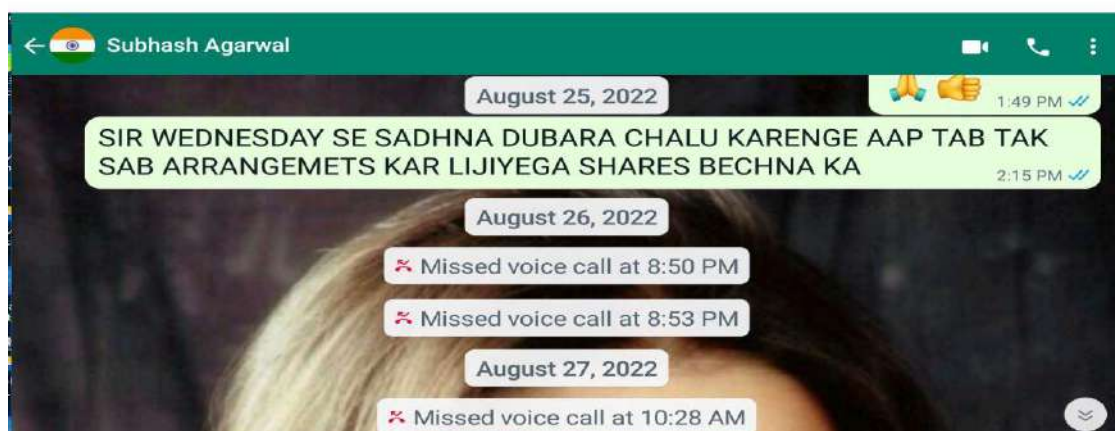 Subhash Agarwal
1:49 PM
August 25, 2022
SIR WEDNESDAY SE SADHNA DUBARA CHALU KARENGE AAP TAB TAK
SAB ARRANGEMETS KAR LIJIYEGA SHARES BECHNA KA
2:15 PM
August 26, 2022
Missed voice call at 8:50 PM
Missed voice call at 8:53 PM
August 27, 2022
Missed voice call at 10:28 AM